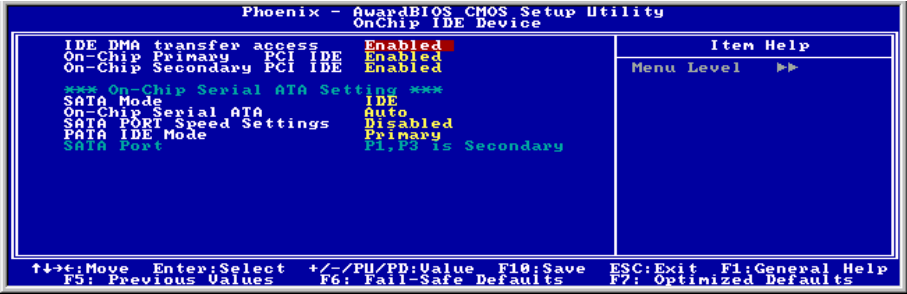 Phoenix - AwardBIOS CMOS Setup Utility
OnChip IDE Device
IDE DMA transfer access Enabled
On-Chip Primary PCI IDE Enabled
On-Chip Secondary PCI IDE Enabled
*** On-Chip Serial ATA Setting ***
SATA Mode IDE
On-Chip Serial ATA Auto
SATA PORT Speed Settings Disabled
PATA IDE Mode Primary
SATA Port P1,P3 is Secondary
Item Help
Menu Level ►►
↑↓→←:Move Enter:Select +/-/PU/PD:Value F10:Save ESC:Exit F1:General Help
F5: Previous Values F6: Fail-Safe Defaults F7: Optimized Defaults